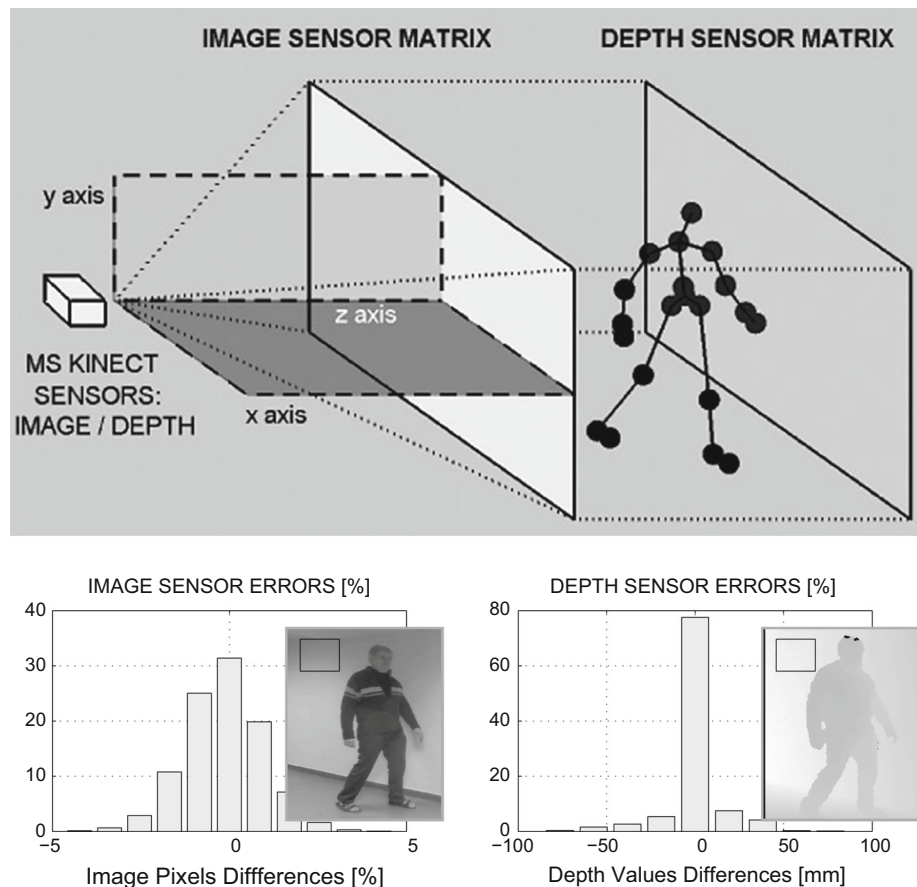 IMAGE SENSOR MATRIX
DEPTH SENSOR MATRIX
y axis
z axis
x axis
MS KINECT
SENSORS:
IMAGE / DEPTH
IMAGE SENSOR ERRORS [%]
40
30
20
10
0
−5
0
5
Image Pixels Diffferences [%]
DEPTH SENSOR ERRORS [%]
80
60
40
20
0
−100
−50
0
50
100
Depth Values Differences [mm]